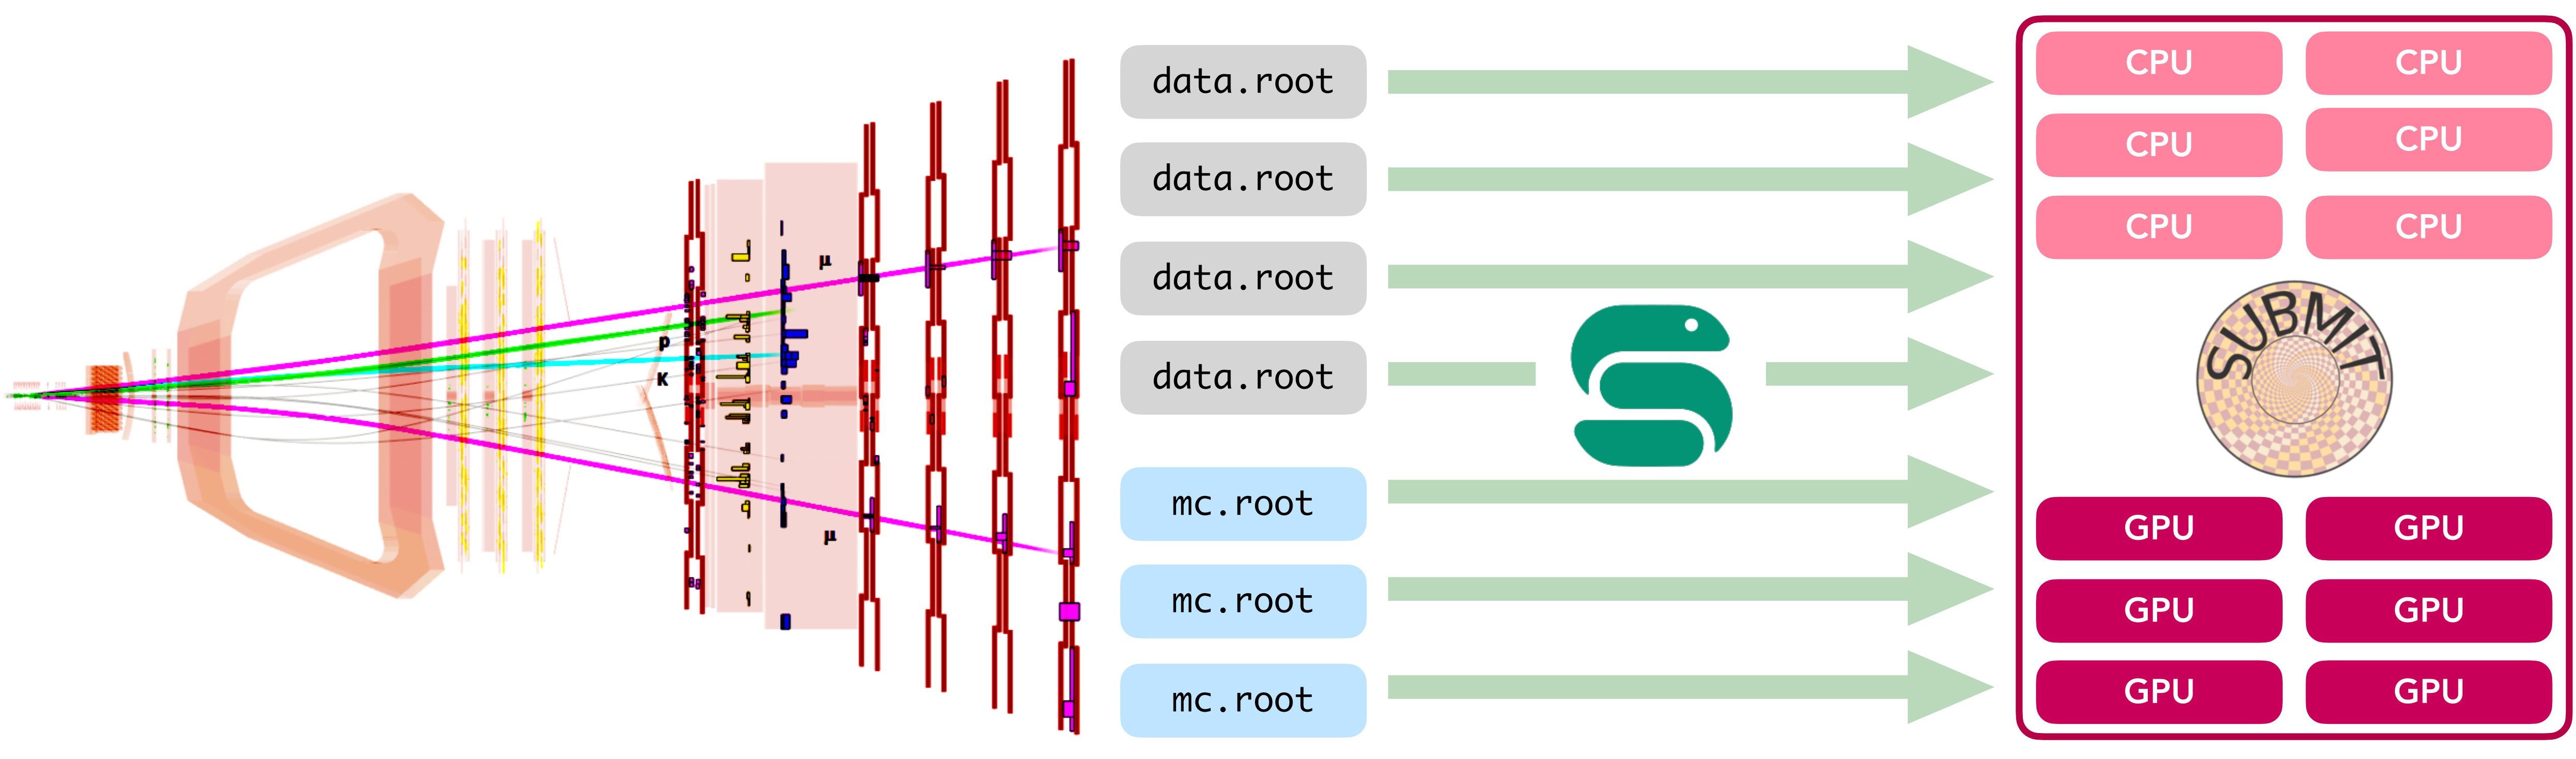 μ
p
K
μ
data.root
data.root
data.root
data.root
mc.root
mc.root
mc.root
CPU CPU
CPU CPU
CPU CPU
SUBMIT
GPU GPU
GPU GPU
GPU GPU